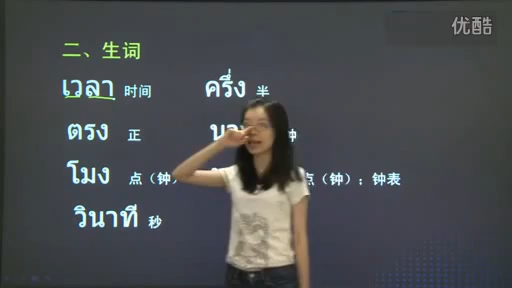 优酷
二、生词
เวลา 时间 ครึ่ง 半
ตรง 正 钟
โมง 点（钟） 点（钟）；钟表
วินาที 秒